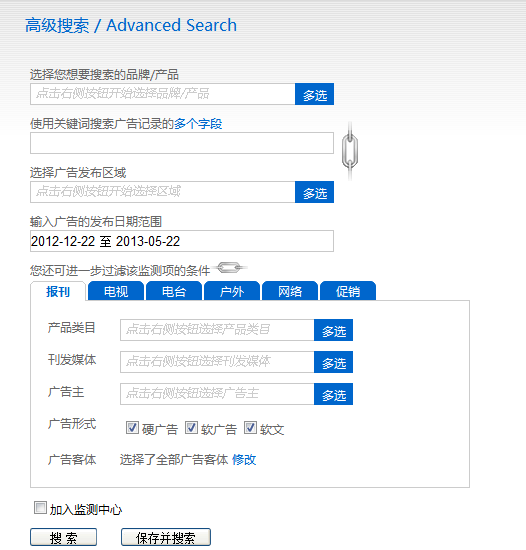 高级搜索 / Advanced Search
选择您想要搜索的品牌/产品
点击右侧按钮开始选择品牌/产品 多选
使用关键词搜索广告记录的多个字段
选择广告发布区域
点击右侧按钮开始选择区域 多选
输入广告的发布日期范围
2012-12-22 至 2013-05-22
您还可进一步过滤该监测项的条件
报刊 电视 电台 户外 网络 促销
产品类目 点击右侧按钮选择产品类目 多选
刊发媒体 点击右侧按钮选择刊发媒体 多选
广告主 点击右侧按钮选择广告主 多选
广告形式 硬广告 软广告 软文
广告客体 选择了全部广告客体 修改
加入监测中心
搜 索 保存并搜索